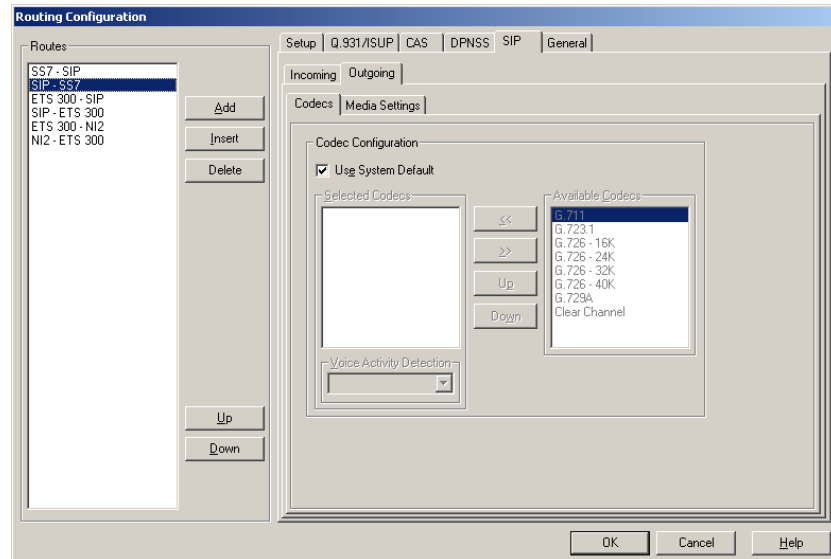 Routing Configuration
Routes
SS7 - SIP
SIP - SS7
ETS 300 - SIP
SIP - ETS 300
ETS 300 - NI2
NI2 - ETS 300
Add
Insert
Delete
Up
Down
Setup Q.931/ISUP CAS DPNSS SIP General
Incoming Outgoing
Codecs Media Settings
Codec Configuration
Use System Default
Selected Codecs
<<
>>
Up
Down
Available Codecs
G.711
G.723.1
G.726 - 16K
G.726 - 24K
G.726 - 32K
G.726 - 40K
G.729A
Clear Channel
Voice Activity Detection
OK Cancel Help